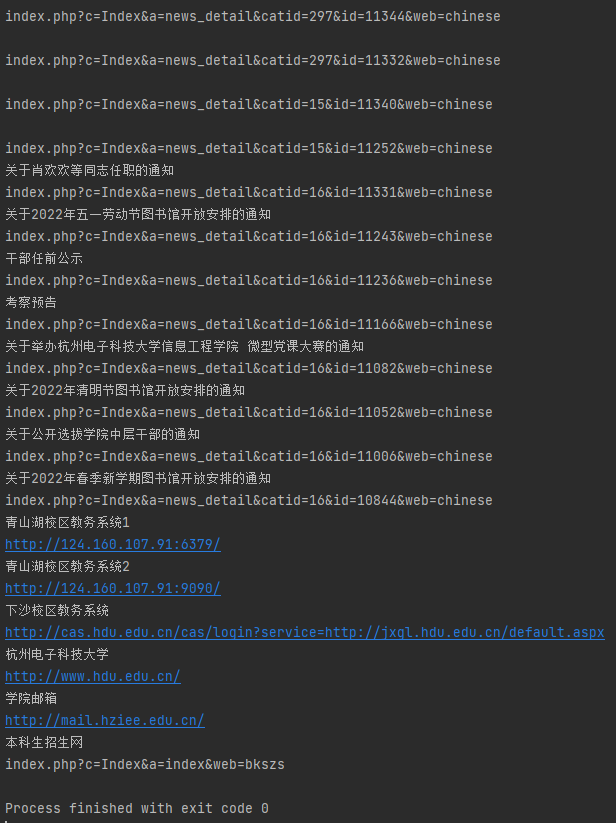 index.php?c=Index&a=news_detail&catid=297&id=11344&web=chinese
index.php?c=Index&a=news_detail&catid=297&id=11332&web=chinese
index.php?c=Index&a=news_detail&catid=15&id=11340&web=chinese
index.php?c=Index&a=news_detail&catid=15&id=11252&web=chinese
关于肖欢欢等同志任职的通知
index.php?c=Index&a=news_detail&catid=16&id=11331&web=chinese
关于2022年五一劳动节图书馆开放安排的通知
index.php?c=Index&a=news_detail&catid=16&id=11243&web=chinese
干部任前公示
index.php?c=Index&a=news_detail&catid=16&id=11236&web=chinese
考察预告
index.php?c=Index&a=news_detail&catid=16&id=11166&web=chinese
关于举办杭州电子科技大学信息工程学院 微型党课大赛的通知
index.php?c=Index&a=news_detail&catid=16&id=11082&web=chinese
关于2022年清明节图书馆开放安排的通知
index.php?c=Index&a=news_detail&catid=16&id=11052&web=chinese
关于公开选拔学院中层干部的通知
index.php?c=Index&a=news_detail&catid=16&id=11006&web=chinese
关于2022年春季新学期图书馆开放安排的通知
index.php?c=Index&a=news_detail&catid=16&id=10844&web=chinese
青山湖校区教务系统1
http://124.160.107.91:6379/
青山湖校区教务系统2
http://124.160.107.91:9090/
下沙校区教务系统
http://cas.hdu.edu.cn/cas/login?service=http://jxgl.hdu.edu.cn/default.aspx
杭州电子科技大学
http://www.hdu.edu.cn/
学院邮箱
http://mail.hziee.edu.cn/
本科生招生网
index.php?c=Index&a=index&web=bkszs
Process finished with exit code 0